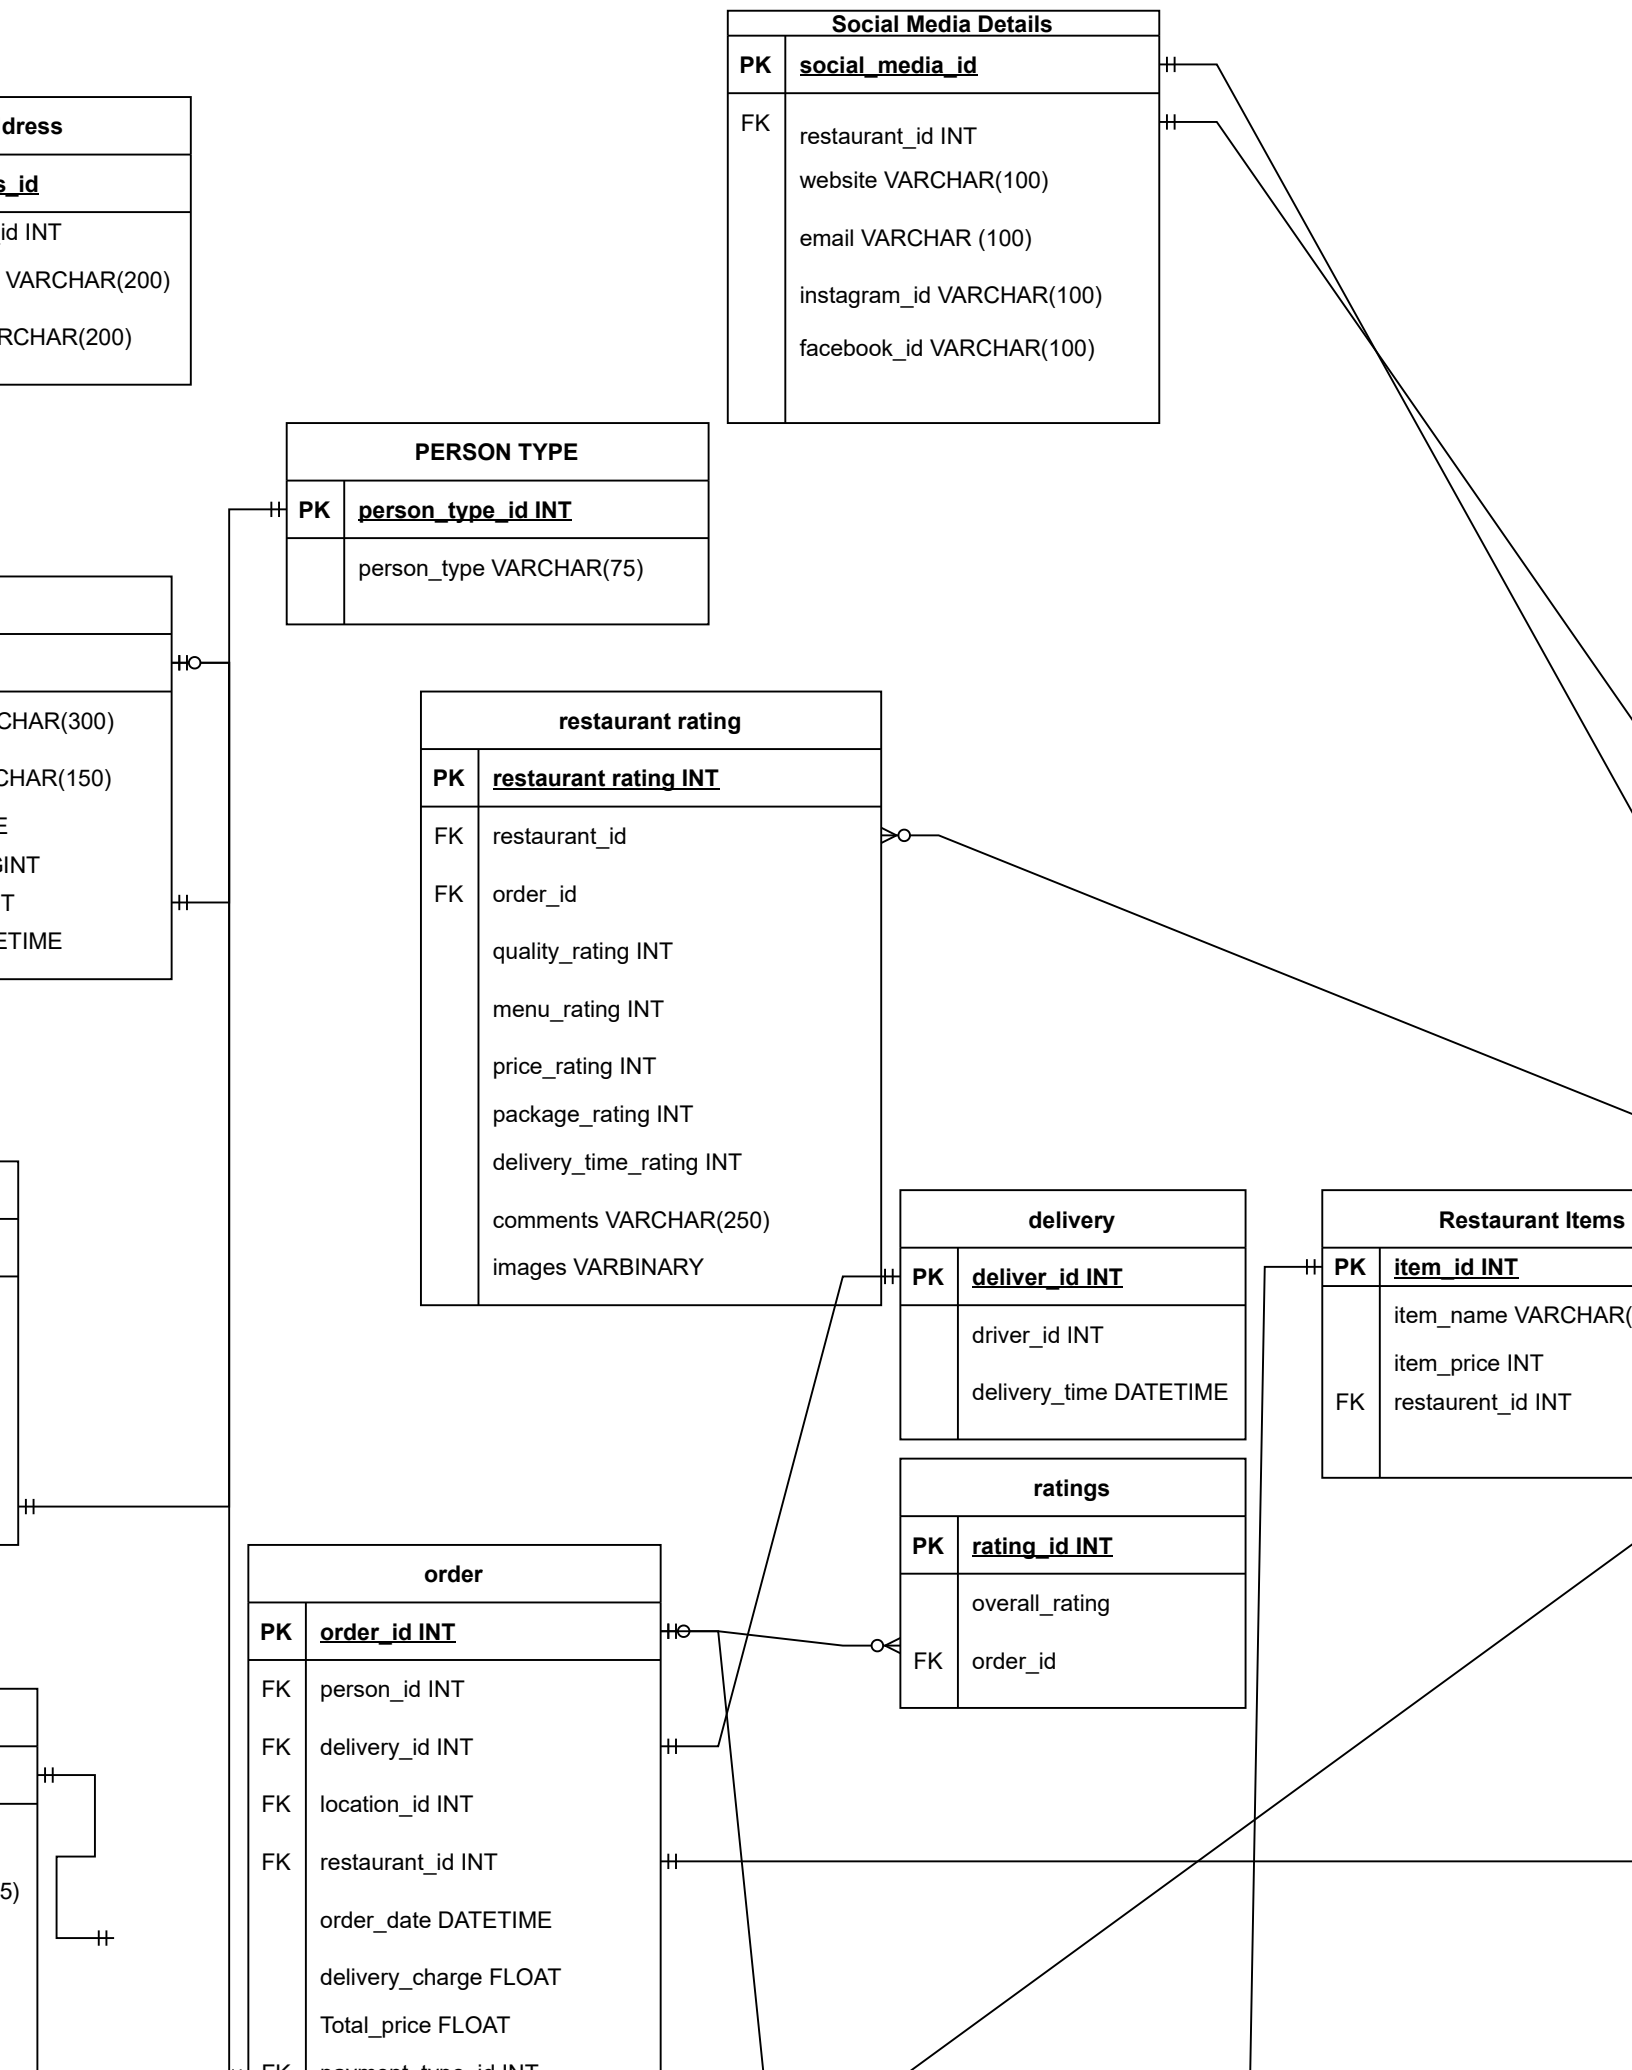 Social Media Details
PK social_media_id
FK restaurant_id INT
website VARCHAR(100)
email VARCHAR (100)
instagram_id VARCHAR(100)
facebook_id VARCHAR(100)
dress
s_id
id INT
VARCHAR(200)
RCHAR(200)
PERSON TYPE
PK person_type_id INT
person_type VARCHAR(75)
CHAR(300)
CHAR(150)
E
GINT
T
ETIME
restaurant rating
PK restaurant rating INT
FK restaurant_id
FK order_id
quality_rating INT
menu_rating INT
price_rating INT
package_rating INT
delivery_time_rating INT
comments VARCHAR(250)
images VARBINARY
delivery
PK deliver_id INT
driver_id INT
delivery_time DATETIME
Restaurant Items
PK item_id INT
item_name VARCHAR(
item_price INT
FK restaurent_id INT
ratings
PK rating_id INT
overall_rating
FK order_id
order
PK order_id INT
FK person_id INT
FK delivery_id INT
FK location_id INT
FK restaurant_id INT
order_date DATETIME
delivery_charge FLOAT
Total_price FLOAT
FK payment_type_id INT
5)